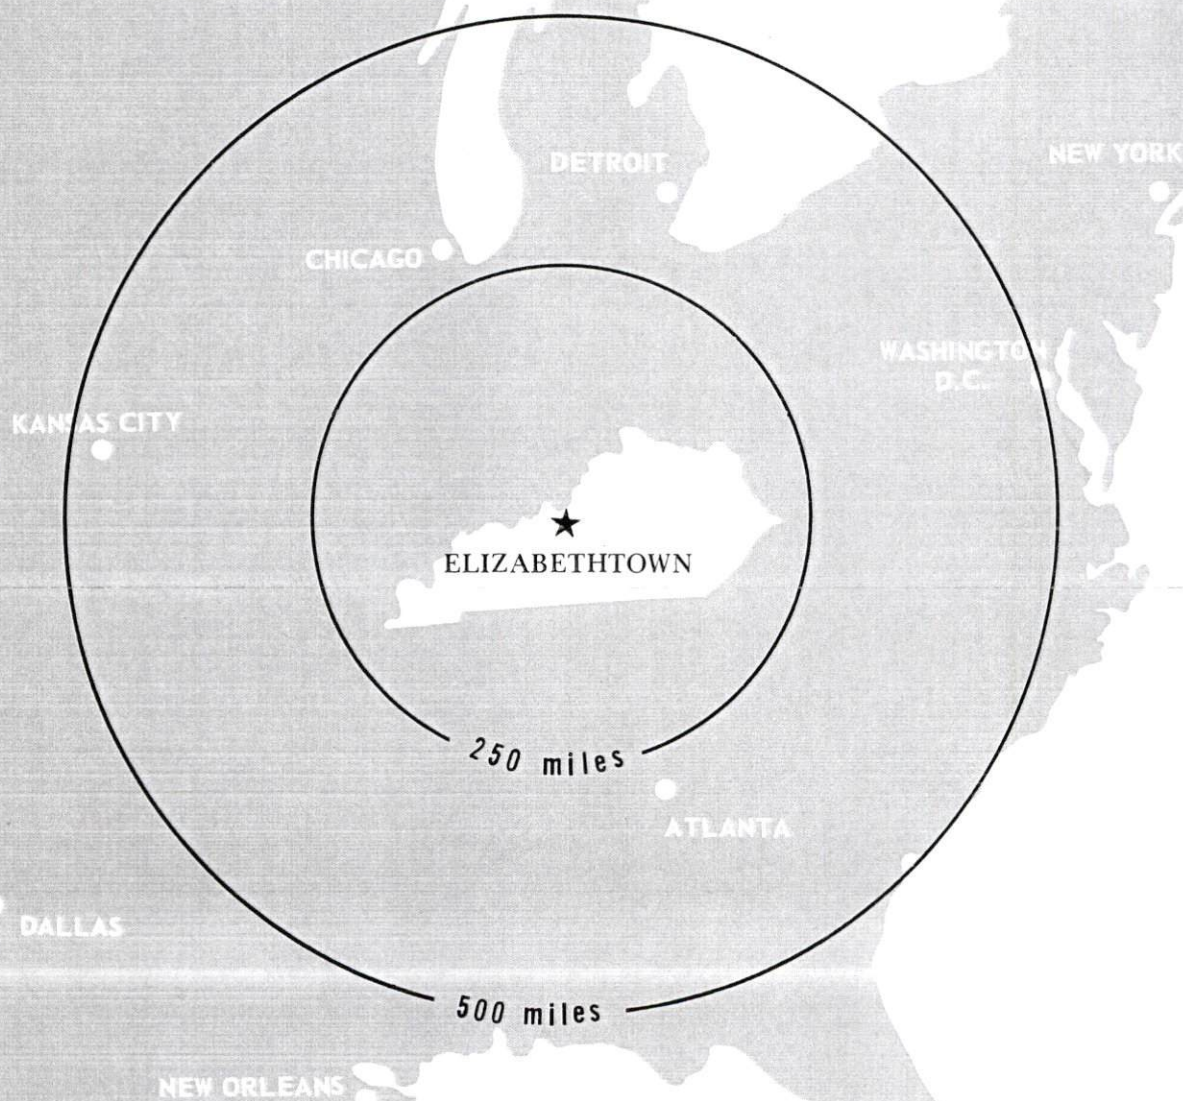 DETROIT
NEW YORK
CHICAGO
WASHINGTON
D.C.
KANSAS CITY
ELIZABETHTOWN
250 miles
ATLANTA
DALLAS
500 miles
NEW ORLEANS